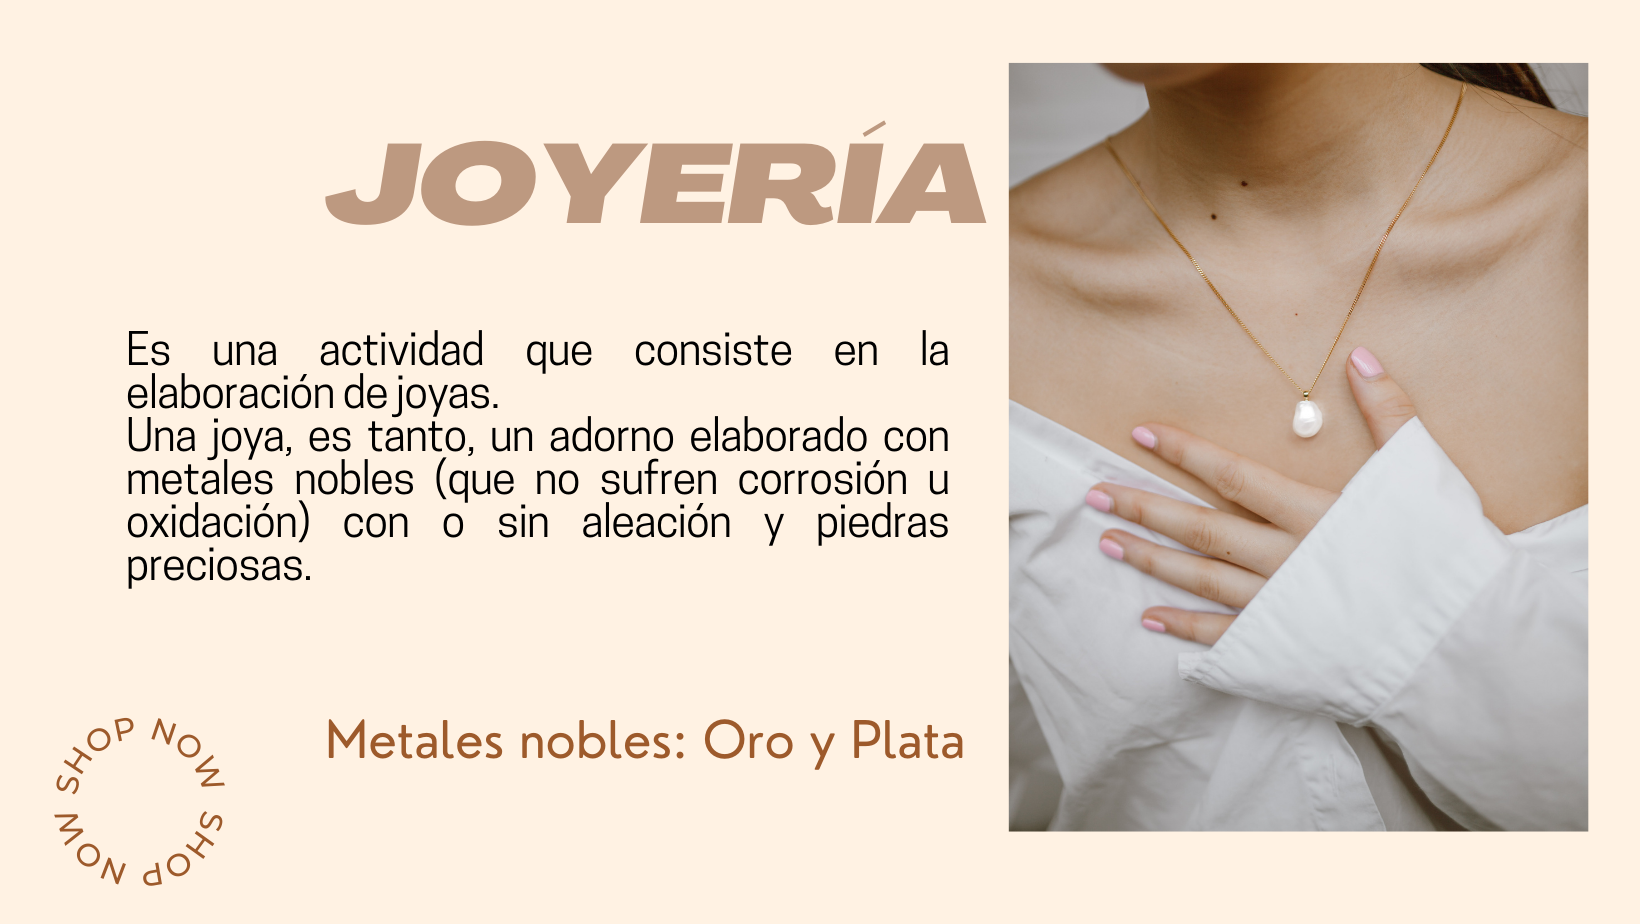 JOYERÍA
Es una actividad que consiste en la
elaboración de joyas.
Una joya, es tanto, un adorno elaborado con
metales nobles (que no sufren corrosión u
oxidación) con o sin aleación y piedras
preciosas.
Metales nobles: Oro y Plata
SHOP NOW SHOP NOW